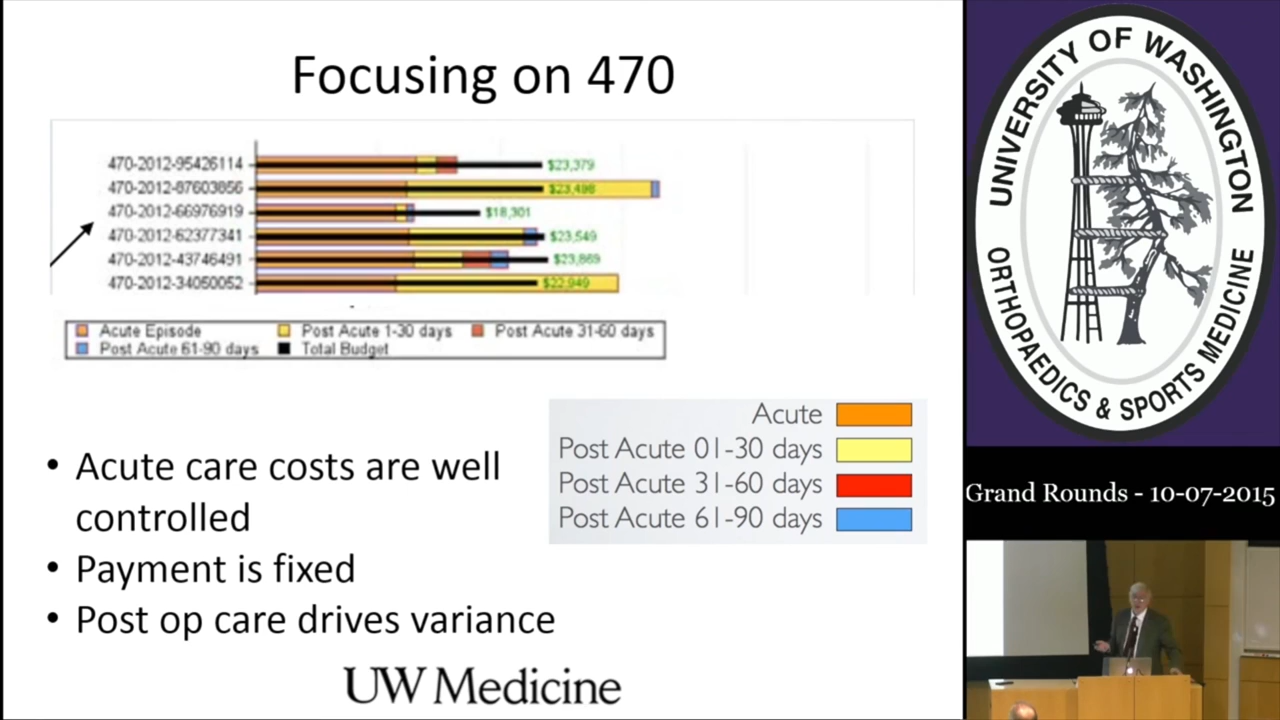 Focusing on 470
470-2012-95426114
$23,379
470-2012-87603856
$23,498
470-2012-66976919
$18,301
470-2012-62377341
$23,549
470-2012-43746491
$23,869
470-2012-34050052
$22,949
Acute Episode
Post Acute 1-30 days
Post Acute 31-60 days
Post Acute 61-90 days
Total Budget
Acute
Post Acute 01-30 days
Post Acute 31-60 days
Post Acute 61-90 days
• Acute care costs are well
controlled
• Payment is fixed
• Post op care drives variance
UW Medicine
UNIVERSITY OF WASHINGTON
ORTHOPAEDICS & SPORTS MEDICINE
Grand Rounds - 10-07-2015